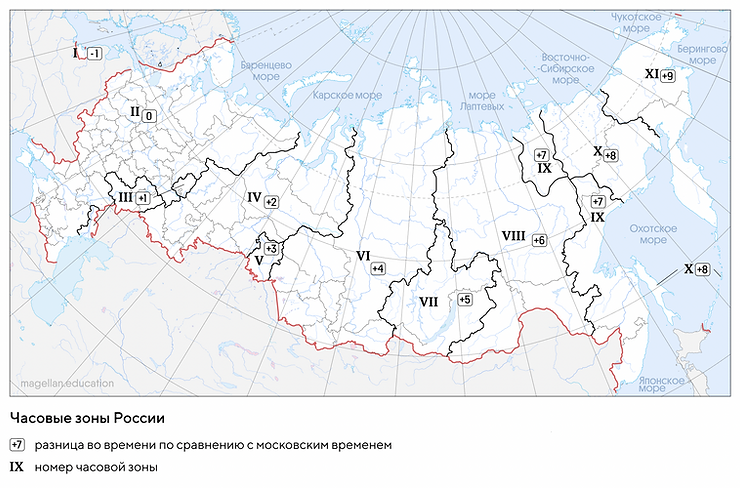 Чукотское
море
Берингово
море
Восточно-
Сибирское
море
Баренцево
море
Карское море
море
Лаптевых
I -1
XI +9
II 0
X +8
+7
IX
III +1
IV +2
+7
IX
VIII +6
Охотское
море
V +3
VI +4
X +8
VII +5
magellan.education
Японское
море
Часовые зоны России
+7 разница во времени по сравнению с московским временем
IX номер часовой зоны